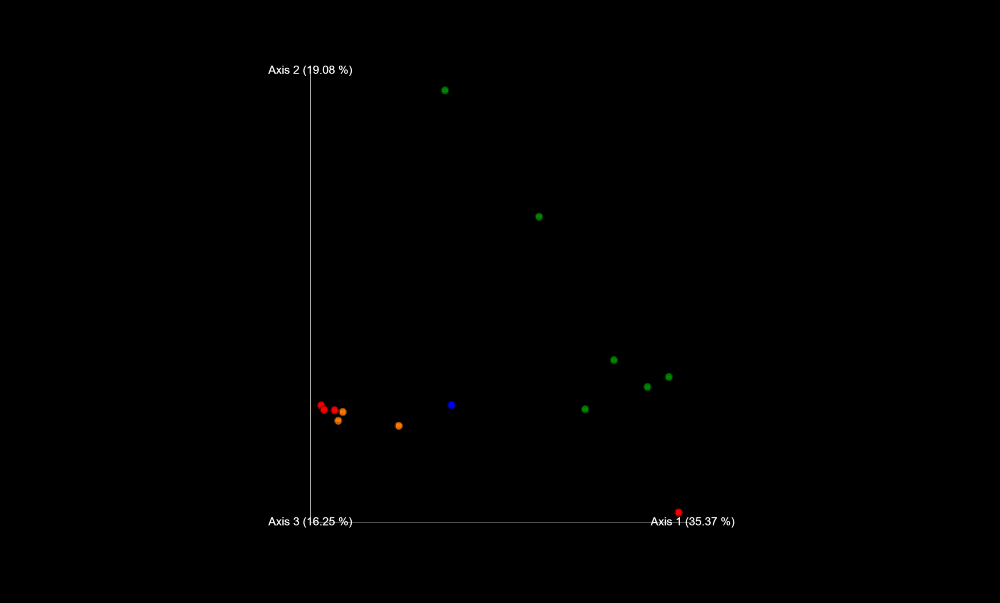 Axis 2 (19.08 %)
Axis 3 (16.25 %)
Axis 1 (35.37 %)